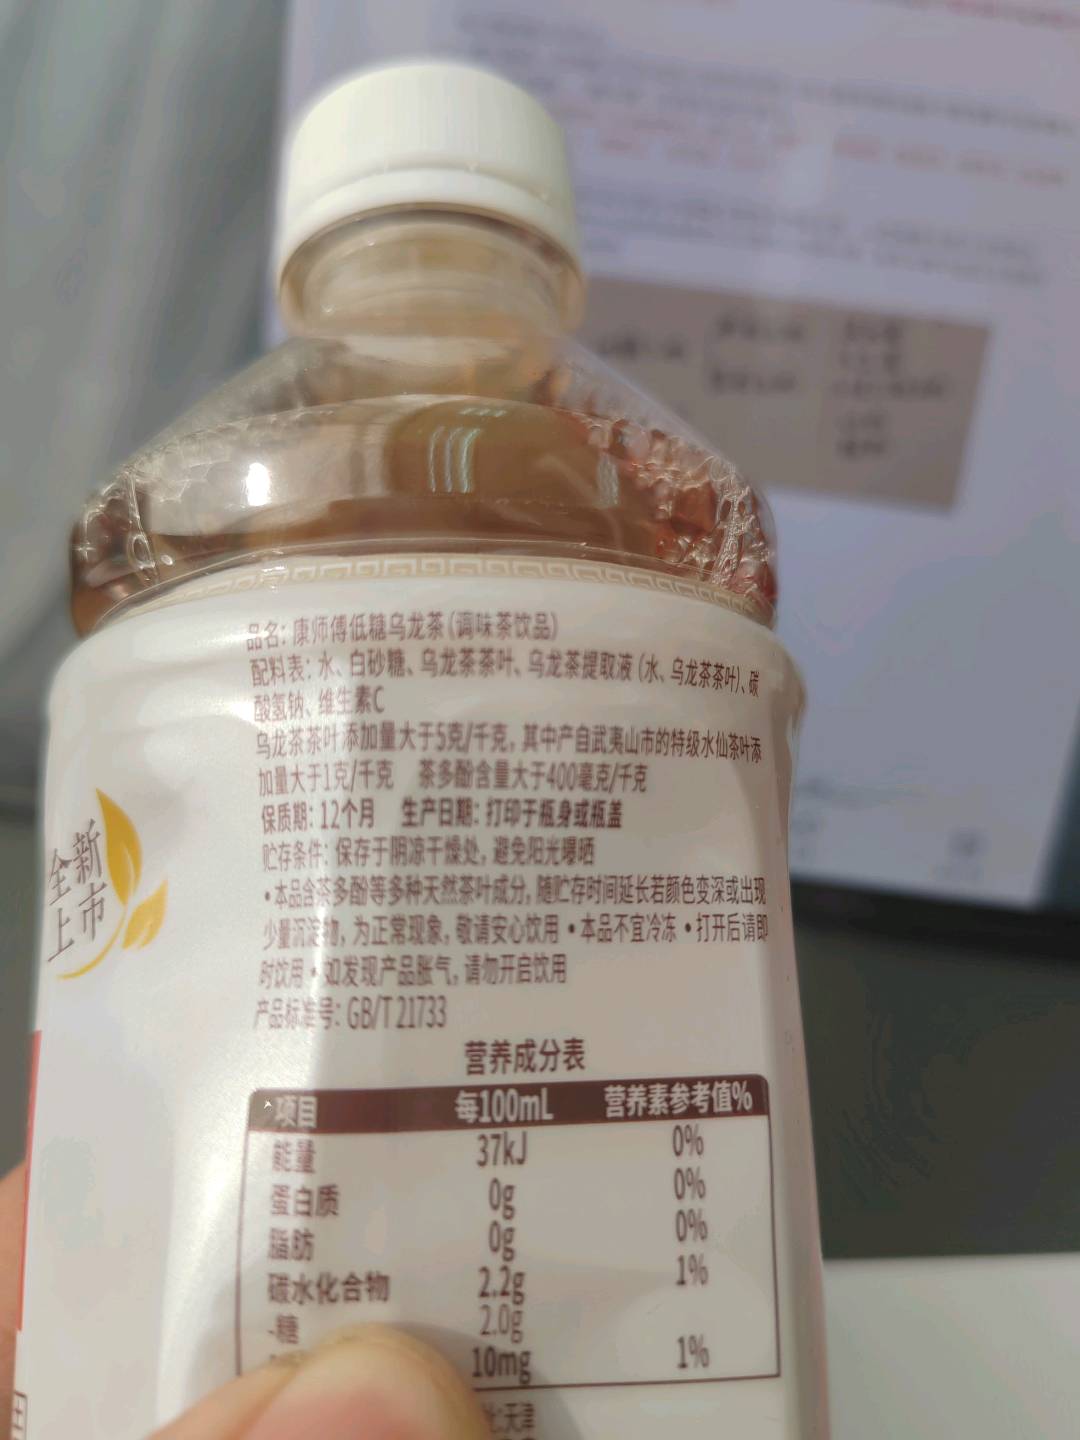 品名：康师傅低糖乌龙茶（调味茶饮品）
配料表：水、白砂糖、乌龙茶茶叶、乌龙茶提取液（水、乌龙茶茶叶）、碳
酸氢钠、维生素C
乌龙茶茶叶添加量大于5克/千克，其中产自武夷山市的特级水仙茶叶添
加量大于1克/千克 茶多酚含量大于400毫克/千克
保质期：12个月 生产日期：打印于瓶身或瓶盖
贮存条件：保存于阴凉干燥处，避免阳光曝晒
•本品含茶多酚等多种天然茶叶成分，随贮存时间延长若颜色变深或出现
少量沉淀物，为正常现象，敬请安心饮用•本品不宜冷冻•打开后请即
时饮用•如发现产品胀气，请勿开启饮用
产品标准号：GB/T 21733
全新
上市
营养成分表
项目 每100mL 营养素参考值%
能量 37kJ 0%
蛋白质 0g 0%
脂肪 0g 0%
碳水化合物 2.2g 1%
-糖 2.0g
10mg 1%
天津